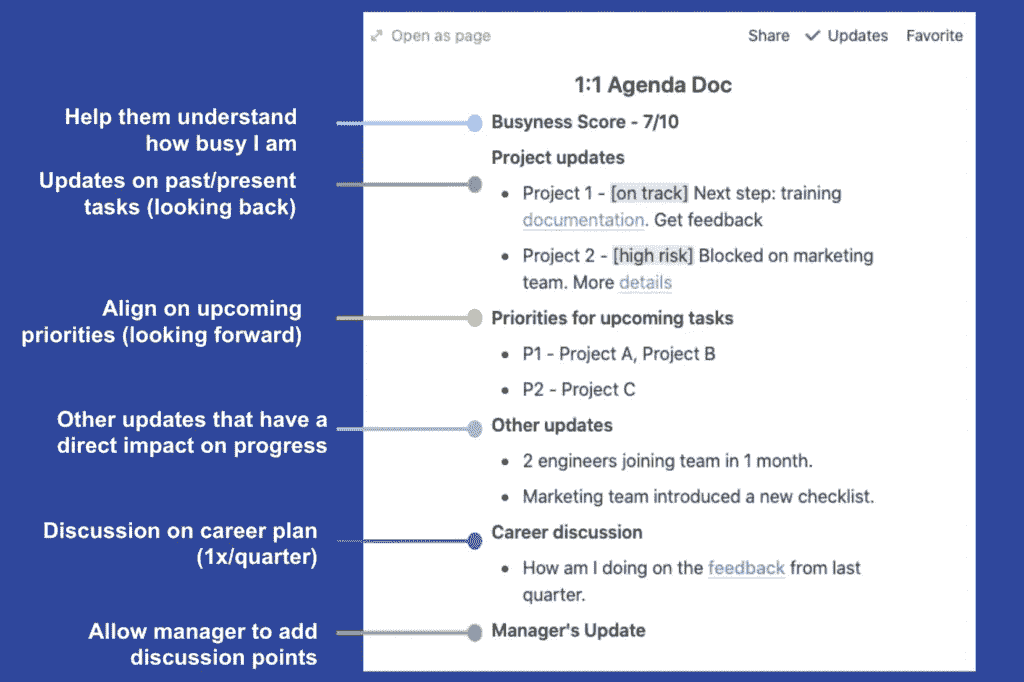 Open as page
Share
Updates
Favorite
1:1 Agenda Doc
Help them understand
how busy I am
Busyness Score - 7/10
Updates on past/present
tasks (looking back)
Project updates
Project 1 - [on track] Next step: training
documentation. Get feedback
Project 2 - [high risk] Blocked on marketing
team. More details
Align on upcoming
priorities (looking forward)
Priorities for upcoming tasks
P1 - Project A, Project B
P2 - Project C
Other updates that have a
direct impact on progress
Other updates
2 engineers joining team in 1 month.
Marketing team introduced a new checklist.
Discussion on career plan
(1x/quarter)
Career discussion
How am I doing on the feedback from last
quarter.
Allow manager to add
discussion points
Manager's Update